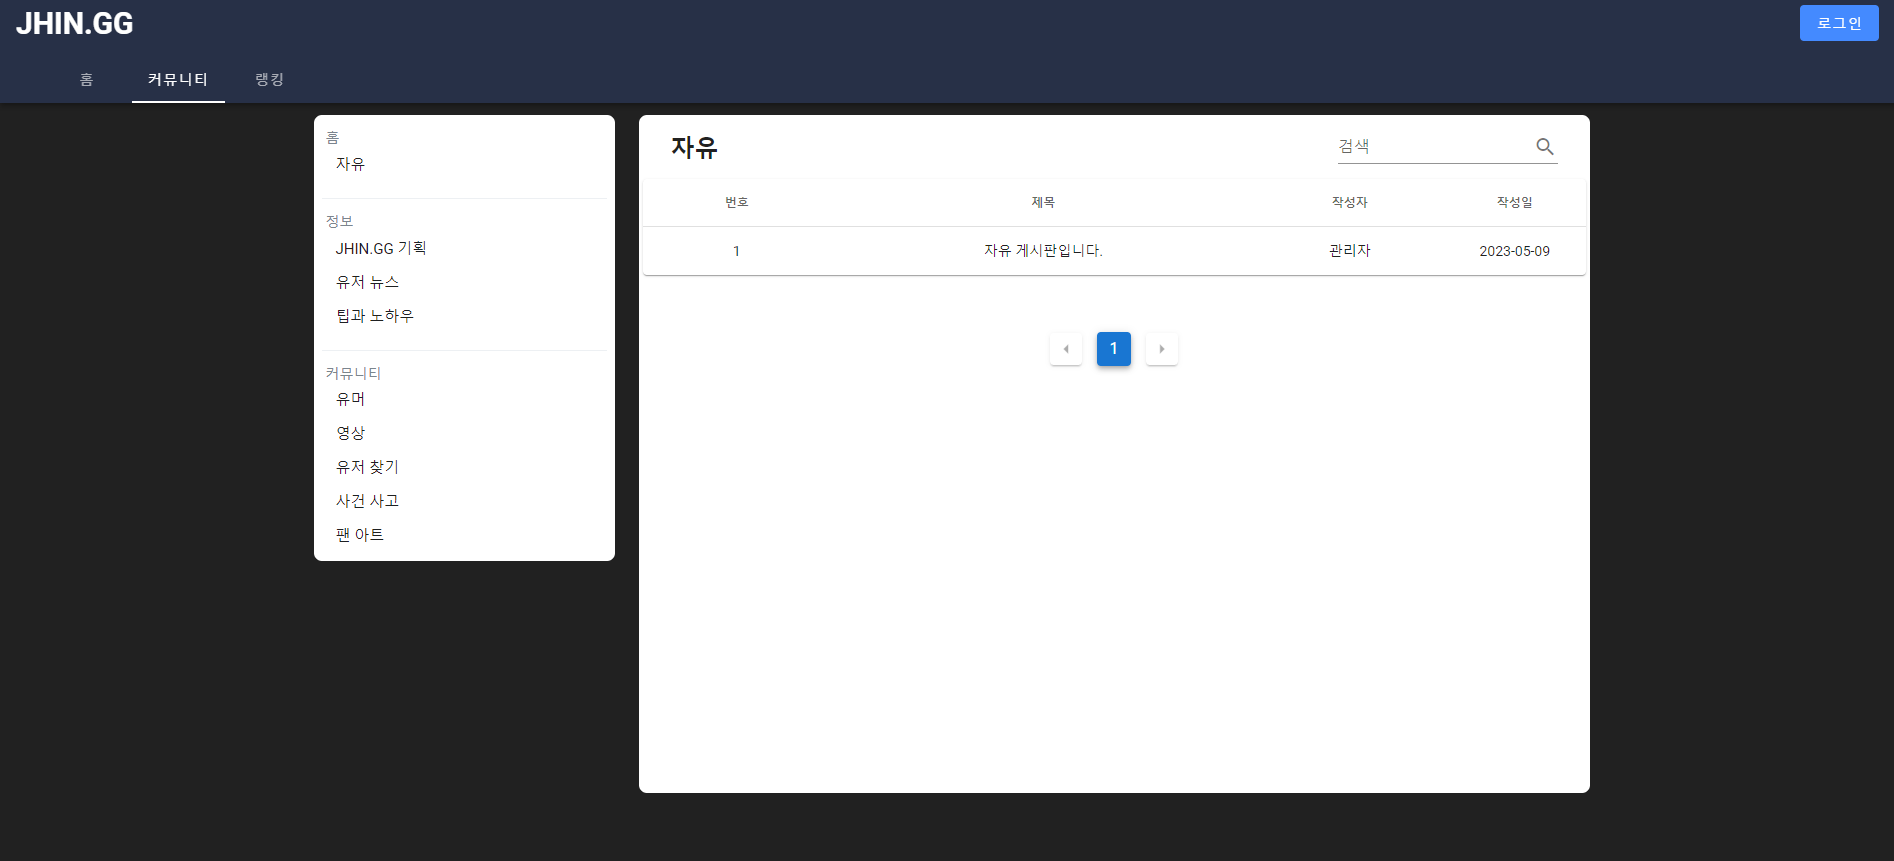 JHIN.GG
로그인
홈 커뮤니티 랭킹
홈
자유
정보
JHIN.GG 기획
유저 뉴스
팁과 노하우
커뮤니티
유머
영상
유저 찾기
사건 사고
팬 아트
자유
검색
번호 제목 작성자 작성일
1 자유 게시판입니다. 관리자 2023-05-09
1